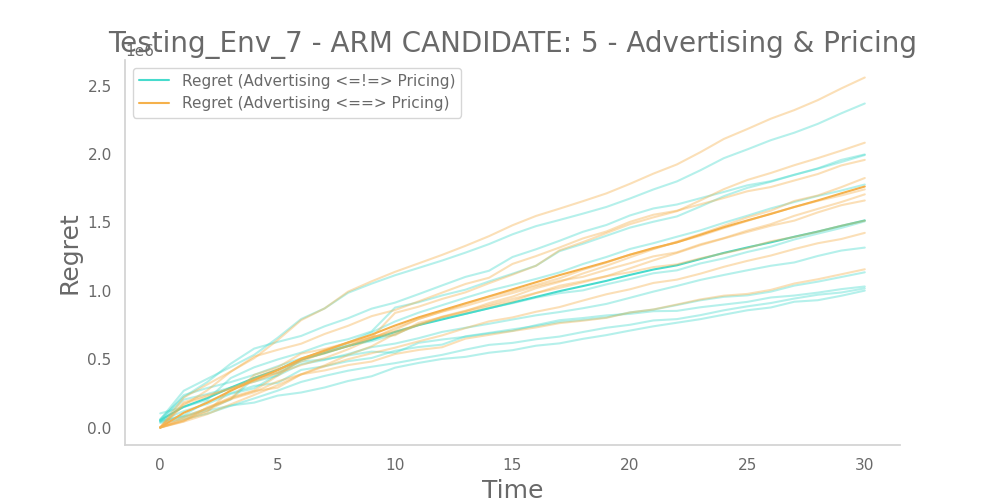 Testing_Env_7 - ARM CANDIDATE: 5 - Advertising & Pricing
1e6
Regret (Advertising <=!=> Pricing)
Regret (Advertising <==> Pricing)
2.5
2.0
1.5
1.0
0.5
0.0
Regret
0 5 10 15 20 25 30
Time